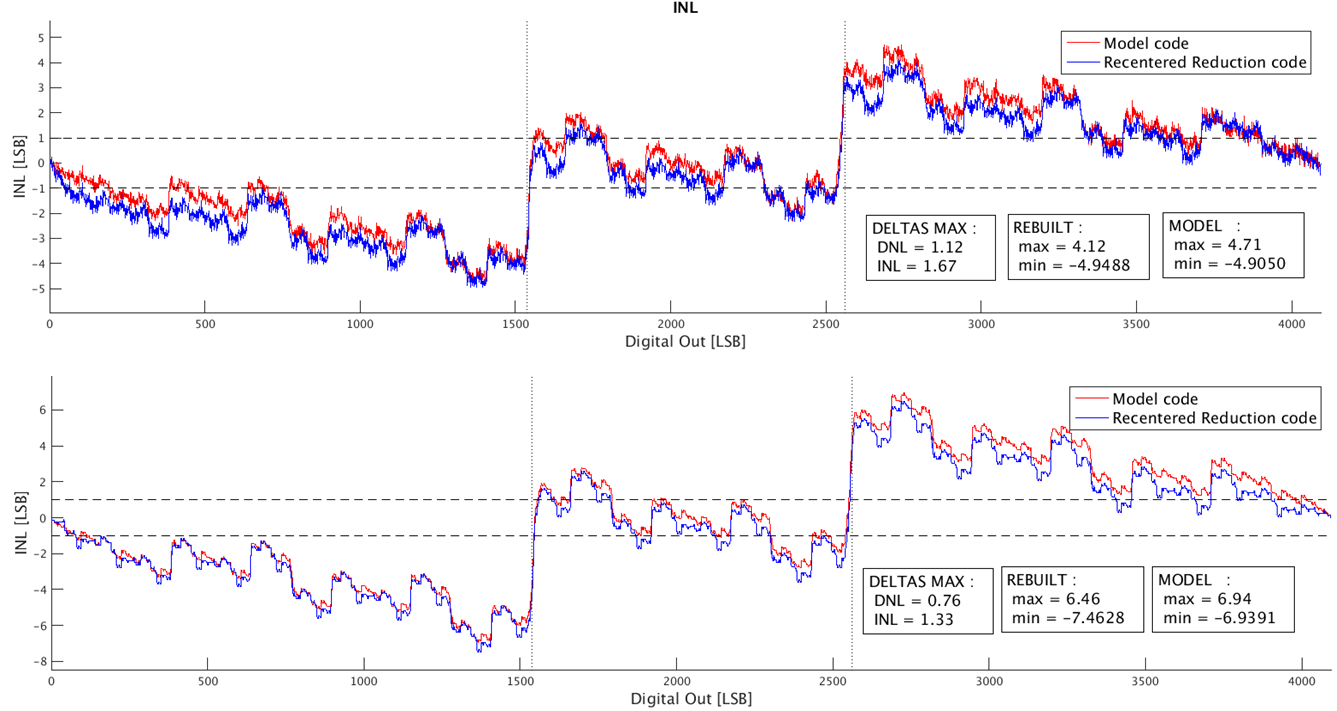 INL
5
4
3
2
1
0
-1
-2
-3
-4
-5
INL [LSB]
Model code
Recentered Reduction code
DELTAS MAX :
DNL = 1.12
INL = 1.67
REBUILT :
max = 4.12
min = -4.9488
MODEL :
max = 4.71
min = -4.9050
0 500 1000 1500 2000 2500 3000 3500 4000
Digital Out [LSB]
6
4
2
0
-2
-4
-6
-8
INL [LSB]
Model code
Recentered Reduction code
DELTAS MAX :
DNL = 0.76
INL = 1.33
REBUILT :
max = 6.46
min = -7.4628
MODEL :
max = 6.94
min = -6.9391
0 500 1000 1500 2000 2500 3000 3500 4000
Digital Out [LSB]